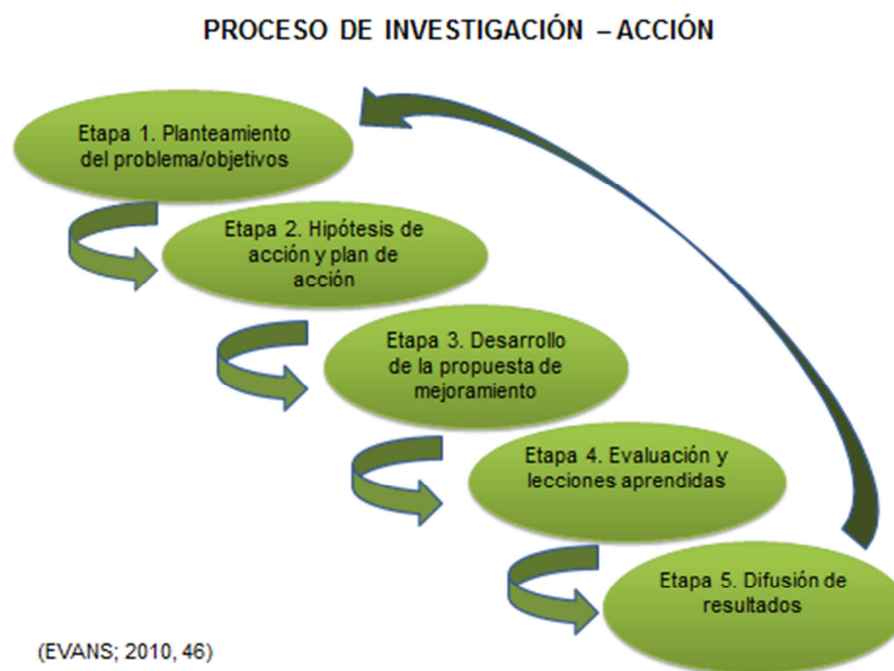 PROCESO DE INVESTIGACIÓN – ACCIÓN
Etapa 1. Planteamiento
del problema/objetivos
Etapa 2. Hipótesis de
acción y plan de
acción
Etapa 3. Desarrollo
de la propuesta de
mejoramiento
Etapa 4. Evaluación y
lecciones aprendidas
Etapa 5. Difusión de
resultados
(EVANS; 2010, 46)